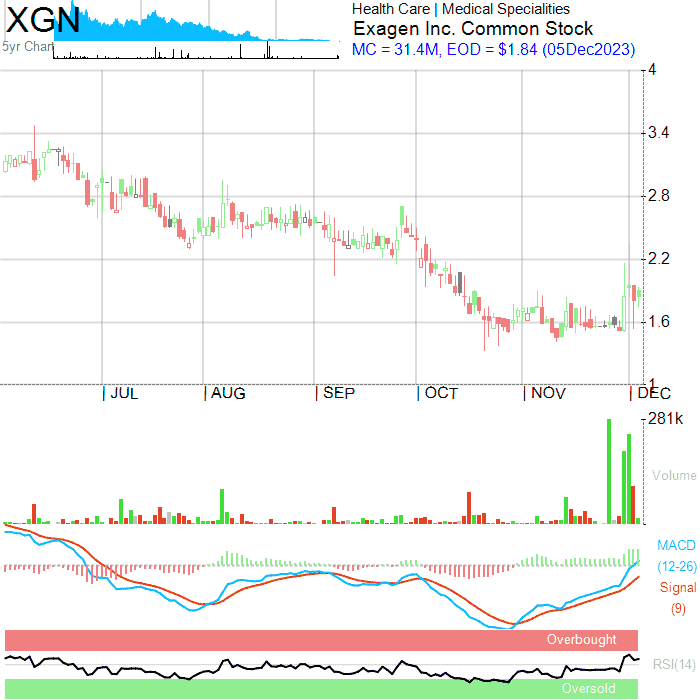 XGN
5yr Chart
Health Care | Medical Specialities
Exagen Inc. Common Stock
MC = 31.4M, EOD = $1.84 (05Dec2023)
4
3.4
2.8
2.2
1.6
1
| JUL | AUG | SEP | OCT | NOV | DEC
281k
Volume
MACD
(12-26)
Signal
(9)
Overbought
RSI(14)
Oversold